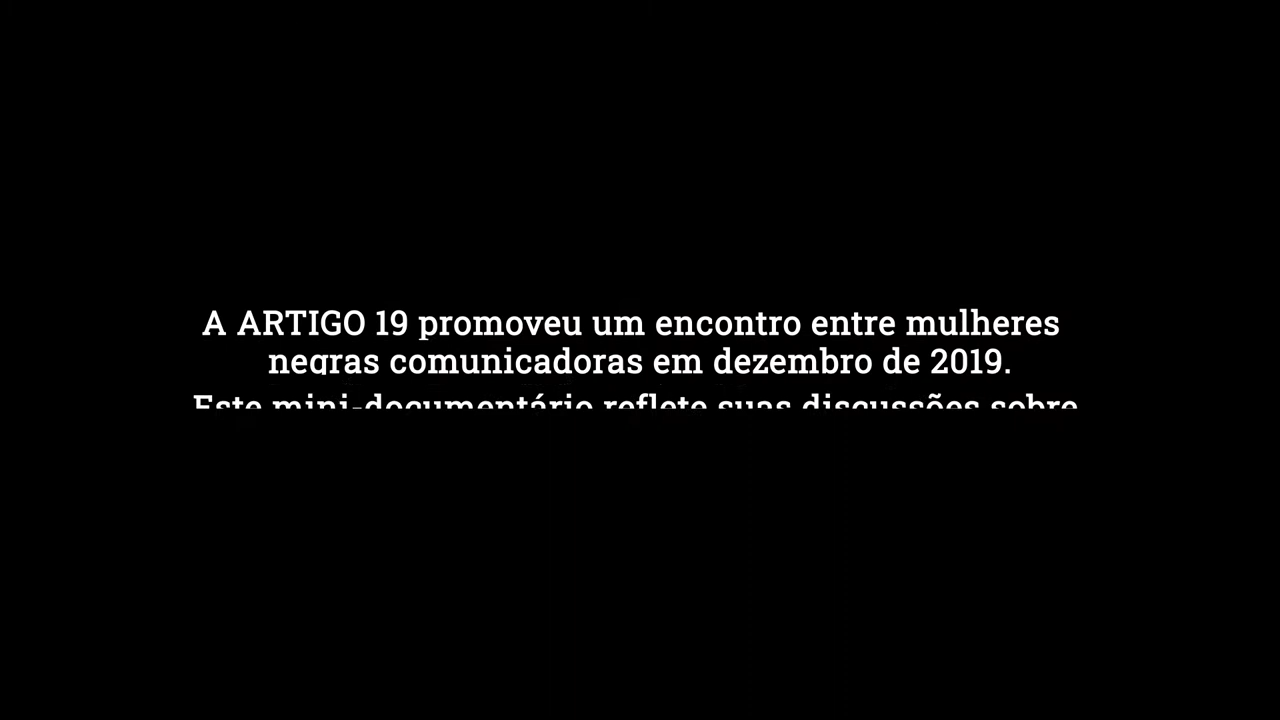 A ARTIGO 19 promoveu um encontro entre mulheres
negras comunicadoras em dezembro de 2019.
Este mini-documentário reflete suas discussões sobre